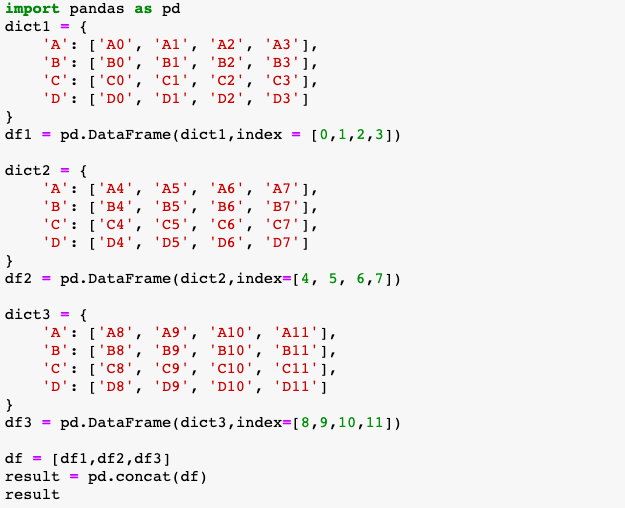 import pandas as pd
dict1 = {
    'A': ['A0', 'A1', 'A2', 'A3'],
    'B': ['B0', 'B1', 'B2', 'B3'],
    'C': ['C0', 'C1', 'C2', 'C3'],
    'D': ['D0', 'D1', 'D2', 'D3']
}
df1 = pd.DataFrame(dict1,index = [0,1,2,3])

dict2 = {
    'A': ['A4', 'A5', 'A6', 'A7'],
    'B': ['B4', 'B5', 'B6', 'B7'],
    'C': ['C4', 'C5', 'C6', 'C7'],
    'D': ['D4', 'D5', 'D6', 'D7']
}
df2 = pd.DataFrame(dict2,index=[4, 5, 6,7])

dict3 = {
    'A': ['A8', 'A9', 'A10', 'A11'],
    'B': ['B8', 'B9', 'B10', 'B11'],
    'C': ['C8', 'C9', 'C10', 'C11'],
    'D': ['D8', 'D9', 'D10', 'D11']
}
df3 = pd.DataFrame(dict3,index=[8,9,10,11])

df = [df1,df2,df3]
result = pd.concat(df)
result